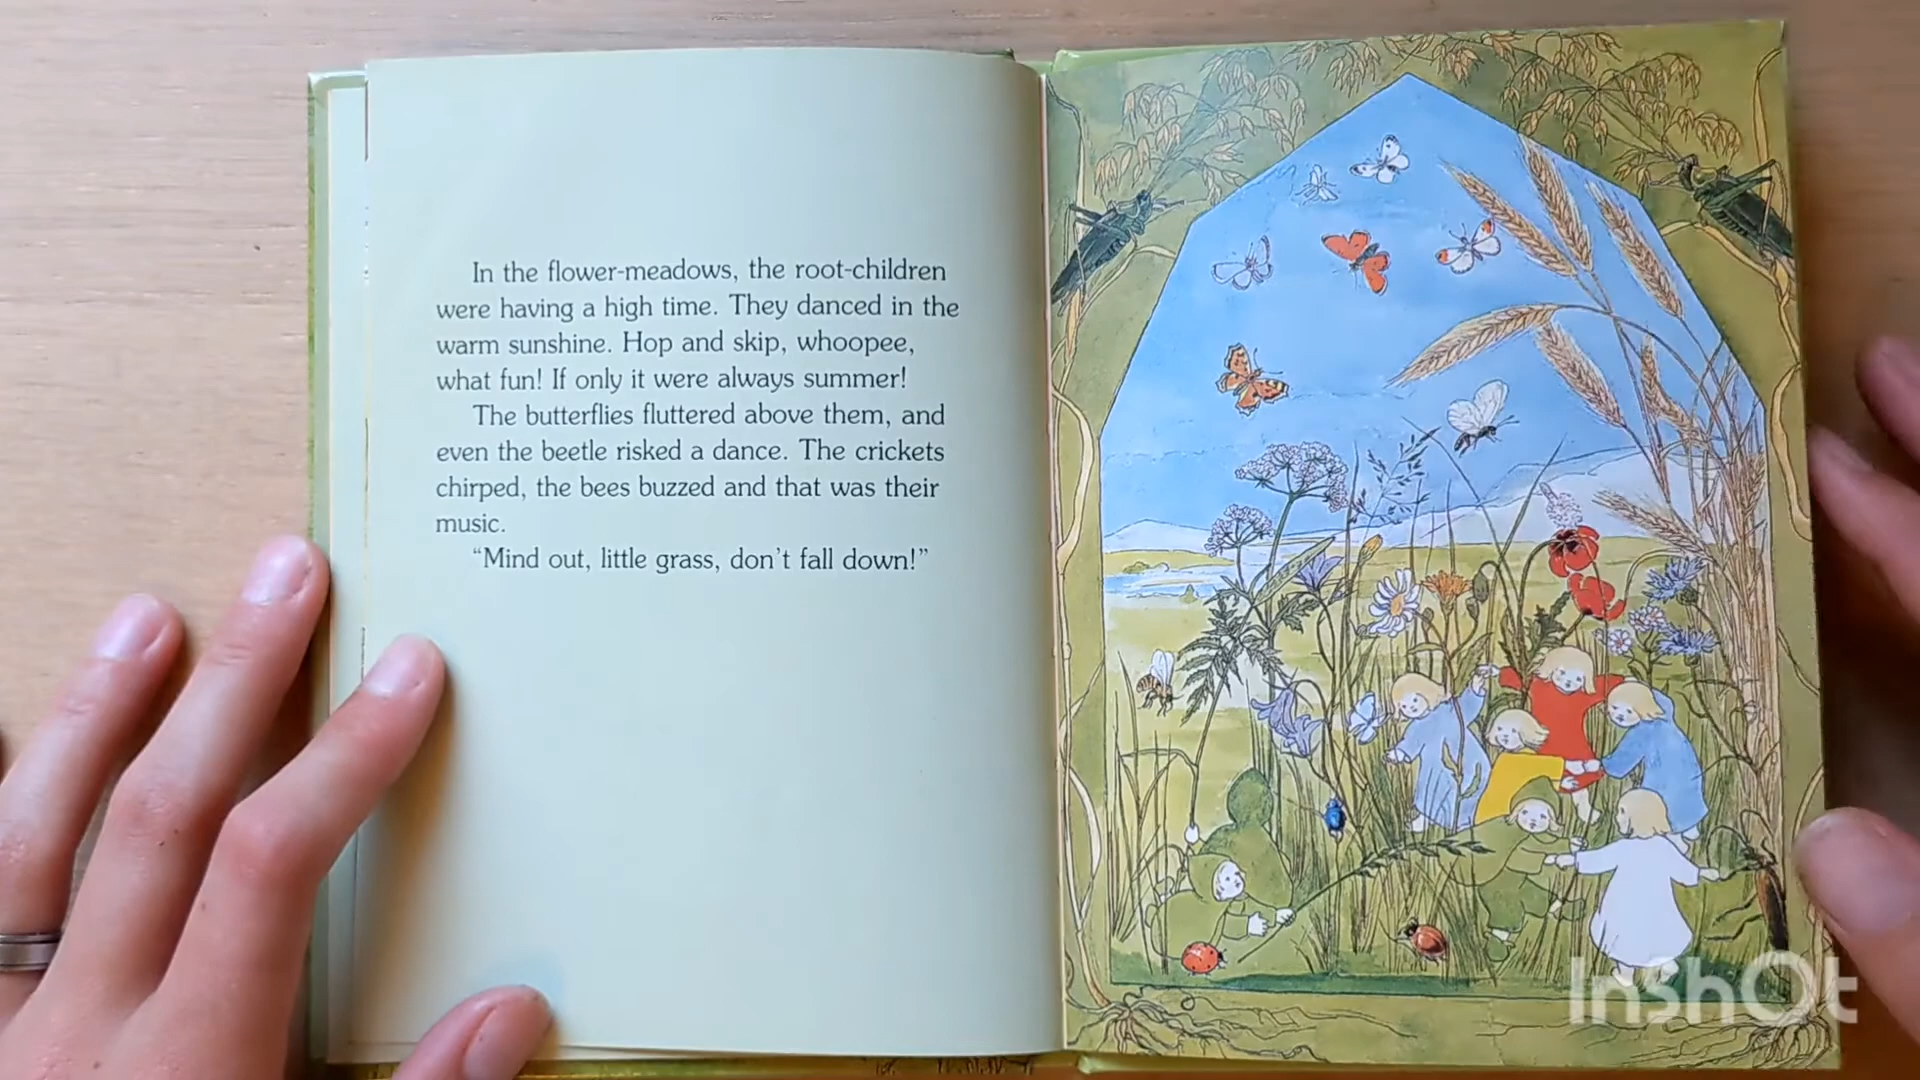 In the flower-meadows, the root-children
were having a high time. They danced in the
warm sunshine. Hop and skip, whoopee,
what fun! If only it were always summer!
The butterflies fluttered above them, and
even the beetle risked a dance. The crickets
chirped, the bees buzzed and that was their
music.
“Mind out, little grass, don’t fall down!”
InShOt